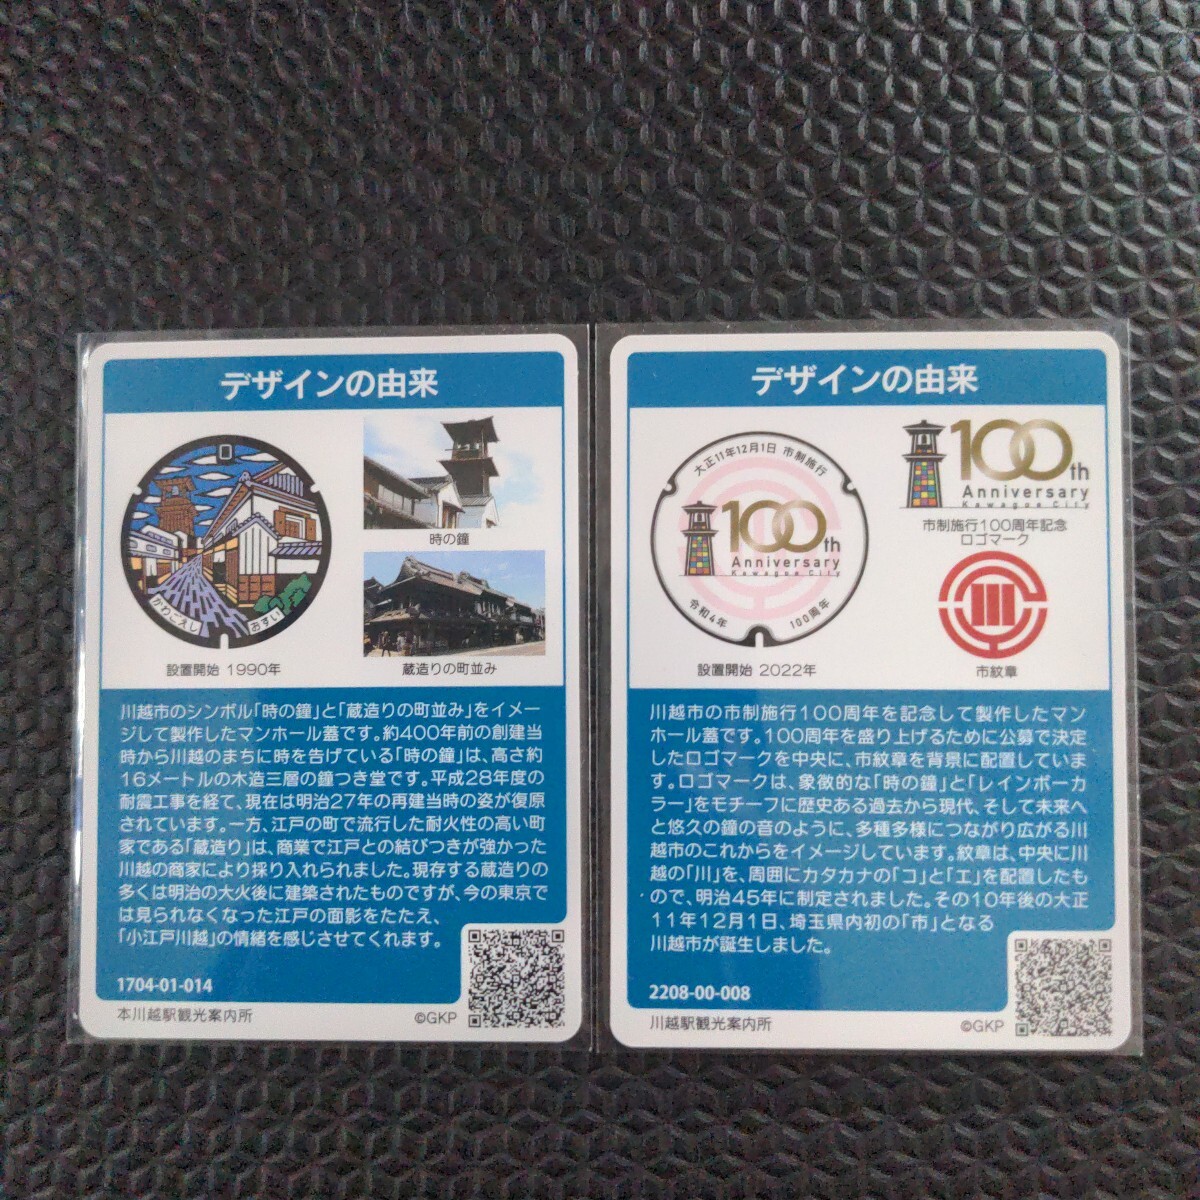 デザインの由来
かわごえし
おすい
時の鐘
蔵造りの町並み
設置開始 1990年
川越市のシンボル「時の鐘」と「蔵造りの町並み」をイメー
ジして製作したマンホール蓋です。約400年前の創建当
時から川越のまちに時を告げている「時の鐘」は、高さ約
16メートルの木造三層の鐘つき堂です。平成28年度の
耐震工事を経て、現在は明治27年の再建当時の姿が復原
されています。一方、江戸の町で流行した耐火性の高い町
家である「蔵造り」は、商業で江戸との結びつきが強かった
川越の商家により採り入れられました。現存する蔵造りの
多くは明治の大火後に建築されたものですが、今の東京で
は見られなくなった江戸の面影をたたえ、
「小江戸川越」の情緒を感じさせてくれます。
1704-01-014
本川越駅観光案内所
©GKP
デザインの由来
大正11年12月1日 市制施行
100th
Anniversary
Kawagoe City
令和4年
100周年
設置開始 2022年
100th
Anniversary
Kawagoe City
市制施行100周年記念
ロゴマーク
市紋章
川越市の市制施行100周年を記念して製作したマン
ホール蓋です。100周年を盛り上げるために公募で決定
したロゴマークを中央に、市紋章を背景に配置していま
す。ロゴマークは、象徴的な「時の鐘」と「レインボーカ
ラー」をモチーフに歴史ある過去から現代、そして未来へ
と悠久の鐘の音のように、多種多様につながり広がる川
越市のこれからをイメージしています。紋章は、中央に川
越の「川」を、周囲にカタカナの「コ」と「エ」を配置したも
ので、明治45年に制定されました。その10年後の大正
11年12月1日、埼玉県内初の「市」となる
川越市が誕生しました。
2208-00-008
川越駅観光案内所
©GKP